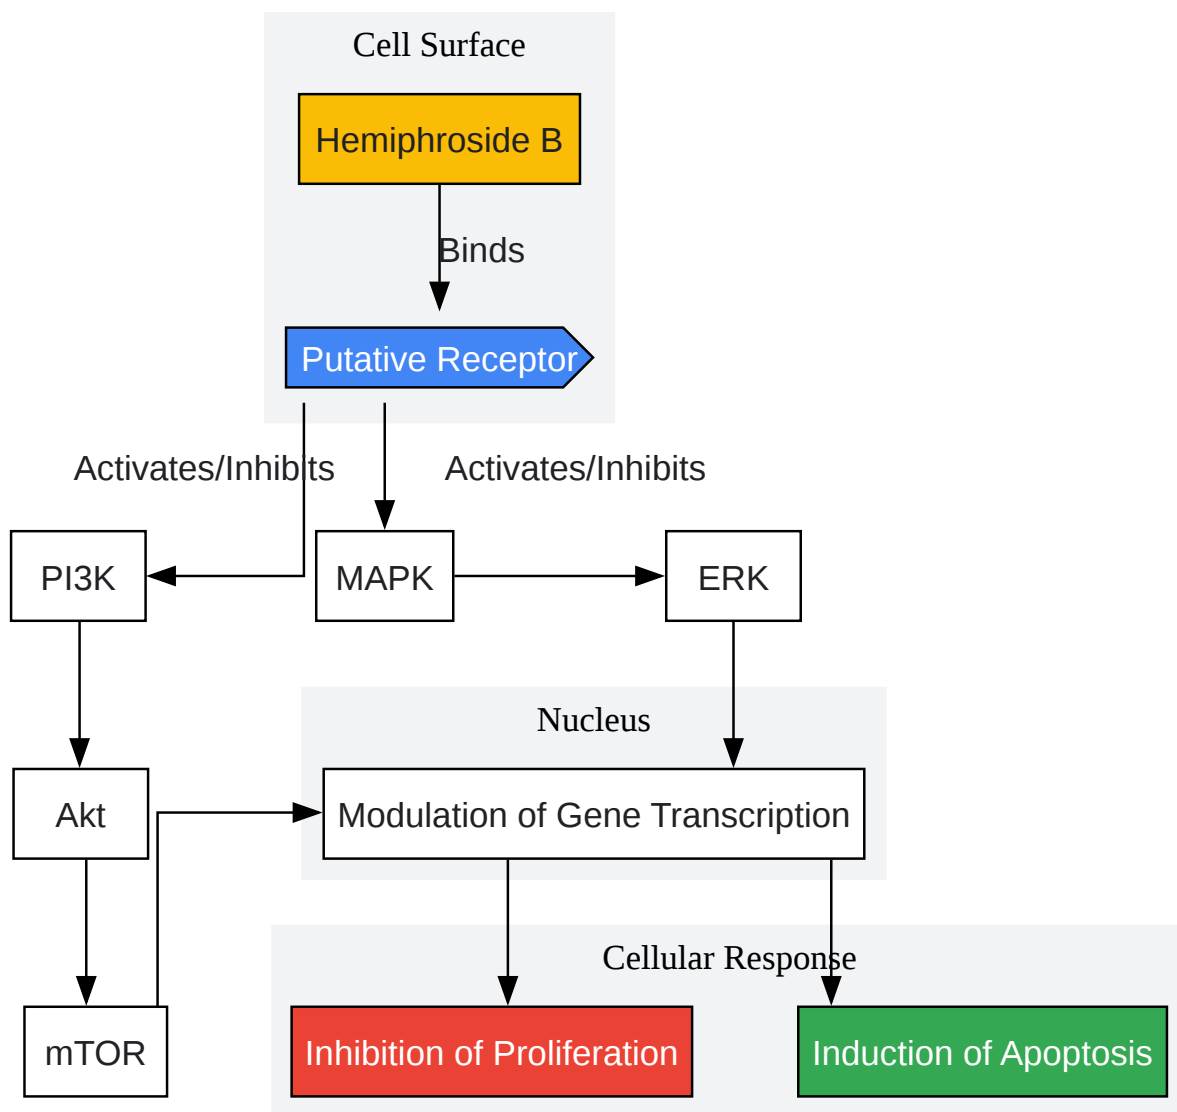 Cell Surface
Hemiphroside B
Binds
Putative Receptor
Activates/Inhibits
Activates/Inhibits
PI3K
MAPK
ERK
Nucleus
Akt
Modulation of Gene Transcription
Cellular Response
mTOR
Inhibition of Proliferation
Induction of Apoptosis